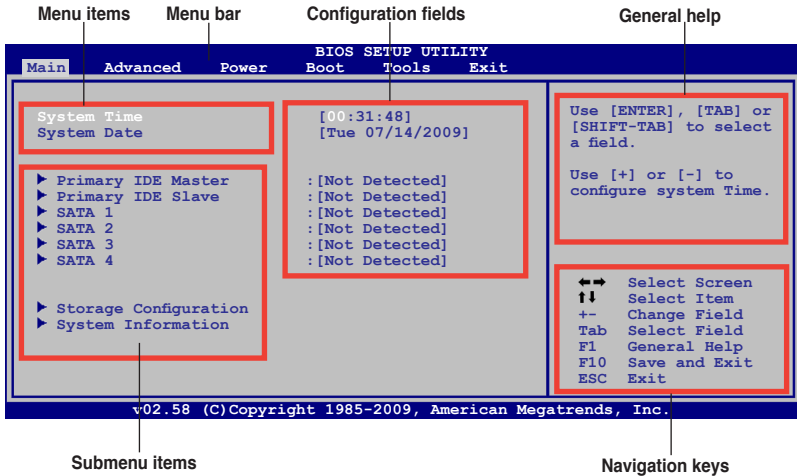 Menu items Menu bar Configuration fields General help
BIOS SETUP UTILITY
Main Advanced Power Boot Tools Exit
System Time [00:31:48]
System Date [Tue 07/14/2009]
Primary IDE Master :[Not Detected]
Primary IDE Slave :[Not Detected]
SATA 1 :[Not Detected]
SATA 2 :[Not Detected]
SATA 3 :[Not Detected]
SATA 4 :[Not Detected]
Storage Configuration
System Information
Use [ENTER], [TAB] or
[SHIFT-TAB] to select
a field.
Use [+] or [-] to
configure system Time.
←→ Select Screen
↑↓ Select Item
+- Change Field
Tab Select Field
F1 General Help
F10 Save and Exit
ESC Exit
v02.58 (C)Copyright 1985-2009, American Megatrends, Inc.
Submenu items Navigation keys